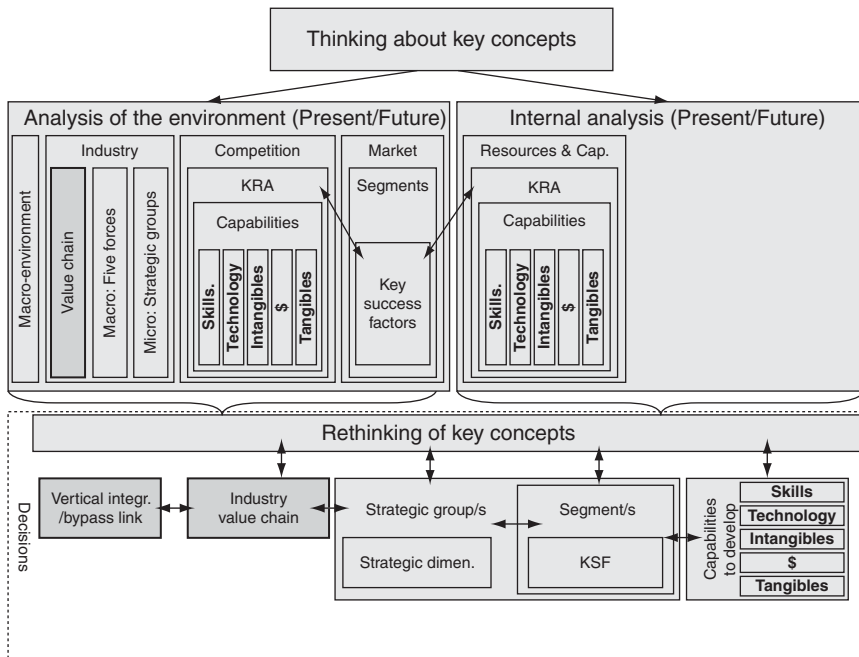 Thinking about key concepts
Analysis of the environment (Present/Future)
Internal analysis (Present/Future)
Macro-environment
Industry
Value chain
Macro: Five forces
Micro: Strategic groups
Competition
KRA
Capabilities
Skills.
Technology
Intangibles
$
Tangibles
Market
Segments
Key
success
factors
Resources & Cap.
KRA
Capabilities
Skills.
Technology
Intangibles
$
Tangibles
Rethinking of key concepts
Decisions
Vertical integr.
/bypass link
Industry
value chain
Strategic group/s
Strategic dimen.
Segment/s
KSF
Capabilities
to develop
Skills
Technology
Intangibles
$
Tangibles